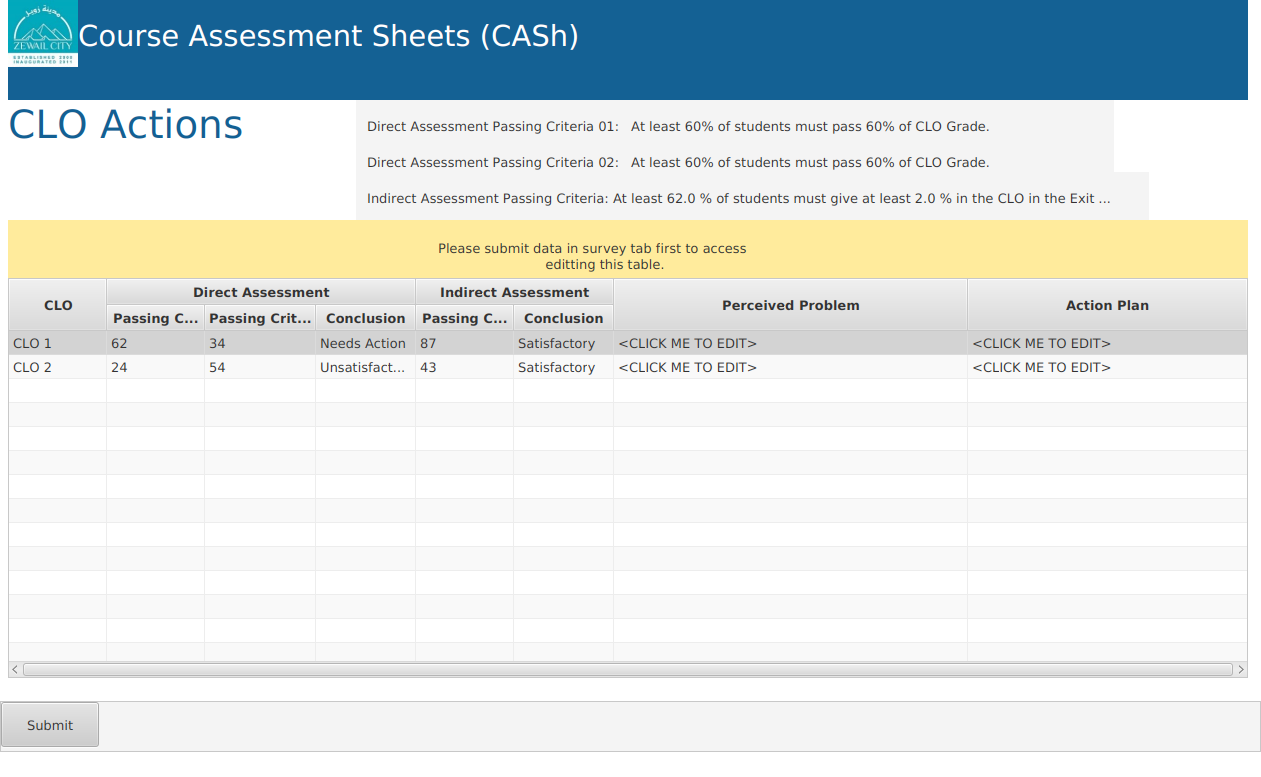 مدينة زويل
ZEWAIL CITY
ESTABLISHED 2000
INAUGURATED 2011
Course Assessment Sheets (CASh)
CLO Actions
Direct Assessment Passing Criteria 01: At least 60% of students must pass 60% of CLO Grade.
Direct Assessment Passing Criteria 02: At least 60% of students must pass 60% of CLO Grade.
Indirect Assessment Passing Criteria: At least 62.0 % of students must give at least 2.0 % in the CLO in the Exit ...
Please submit data in survey tab first to access
editting this table.
CLO Direct Assessment Indirect Assessment Perceived Problem Action Plan
Passing C... Passing Crit... Conclusion Passing C... Conclusion
CLO 1 62 34 Needs Action 87 Satisfactory <CLICK ME TO EDIT> <CLICK ME TO EDIT>
CLO 2 24 54 Unsatisfact... 43 Satisfactory <CLICK ME TO EDIT> <CLICK ME TO EDIT>
Submit